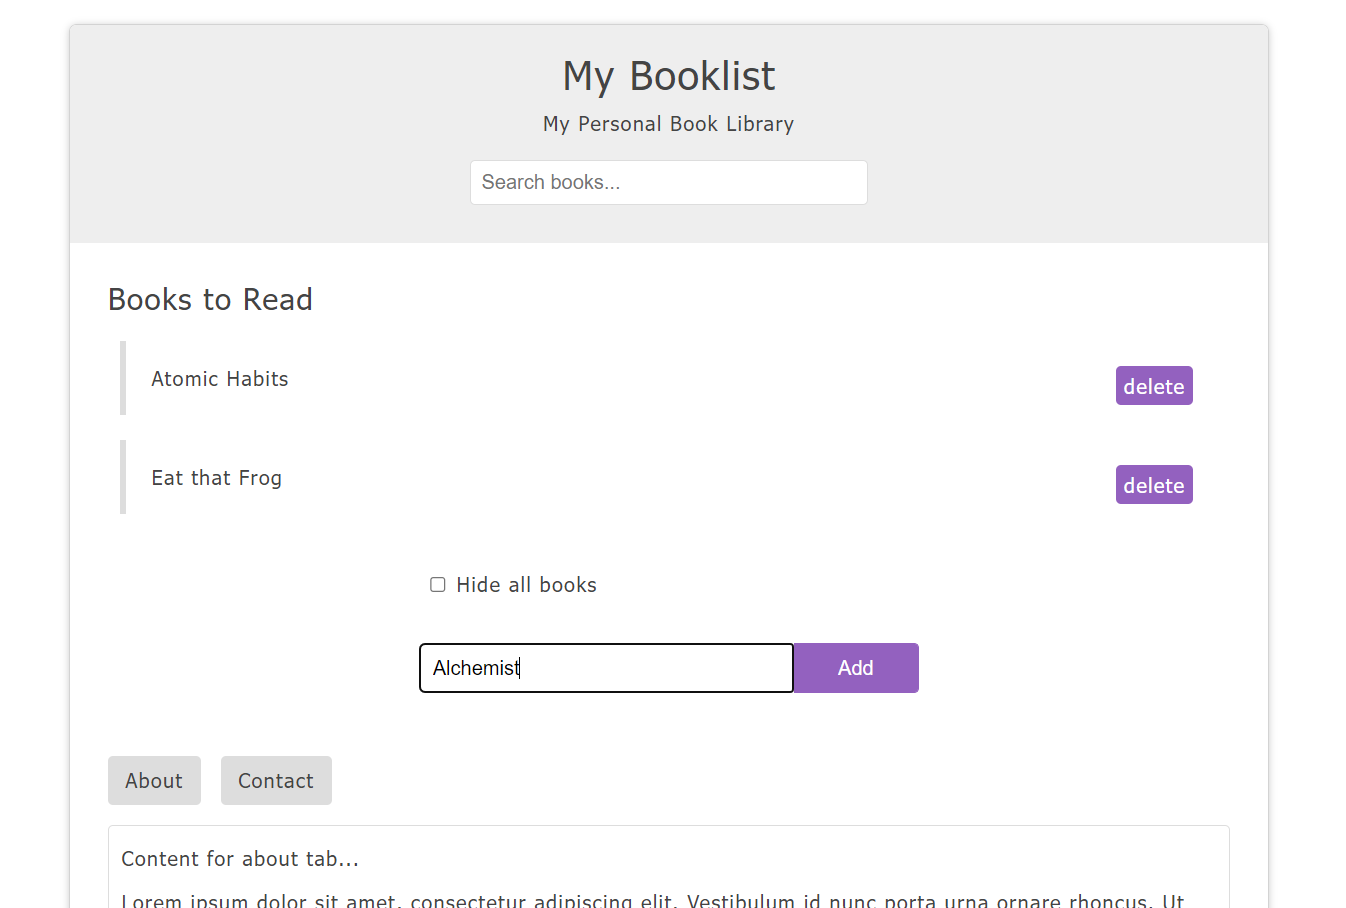 My Booklist
My Personal Book Library
Search books...
Books to Read
Atomic Habits
delete
Eat that Frog
delete
Hide all books
Alchemist
Add
About
Contact
Content for about tab...
Lorem ipsum dolor sit amet, consectetur adipiscing elit. Vestibulum id nunc porta urna ornare rhoncus. Ut